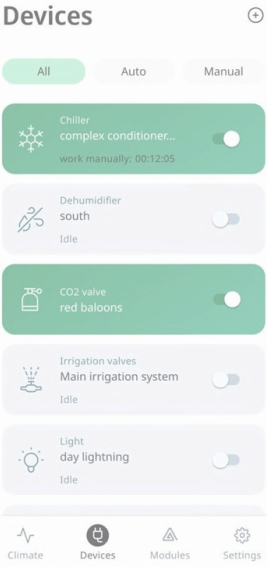 Devices
All
Auto
Manual
Chiller
complex conditioner...
work manually: 00:12:05
Dehumidifier
south
Idle
CO2 valve
red baloons
Irrigation valves
Main irrigation system
Idle
Light
day lightning
Idle
Climate
Devices
Modules
Settings